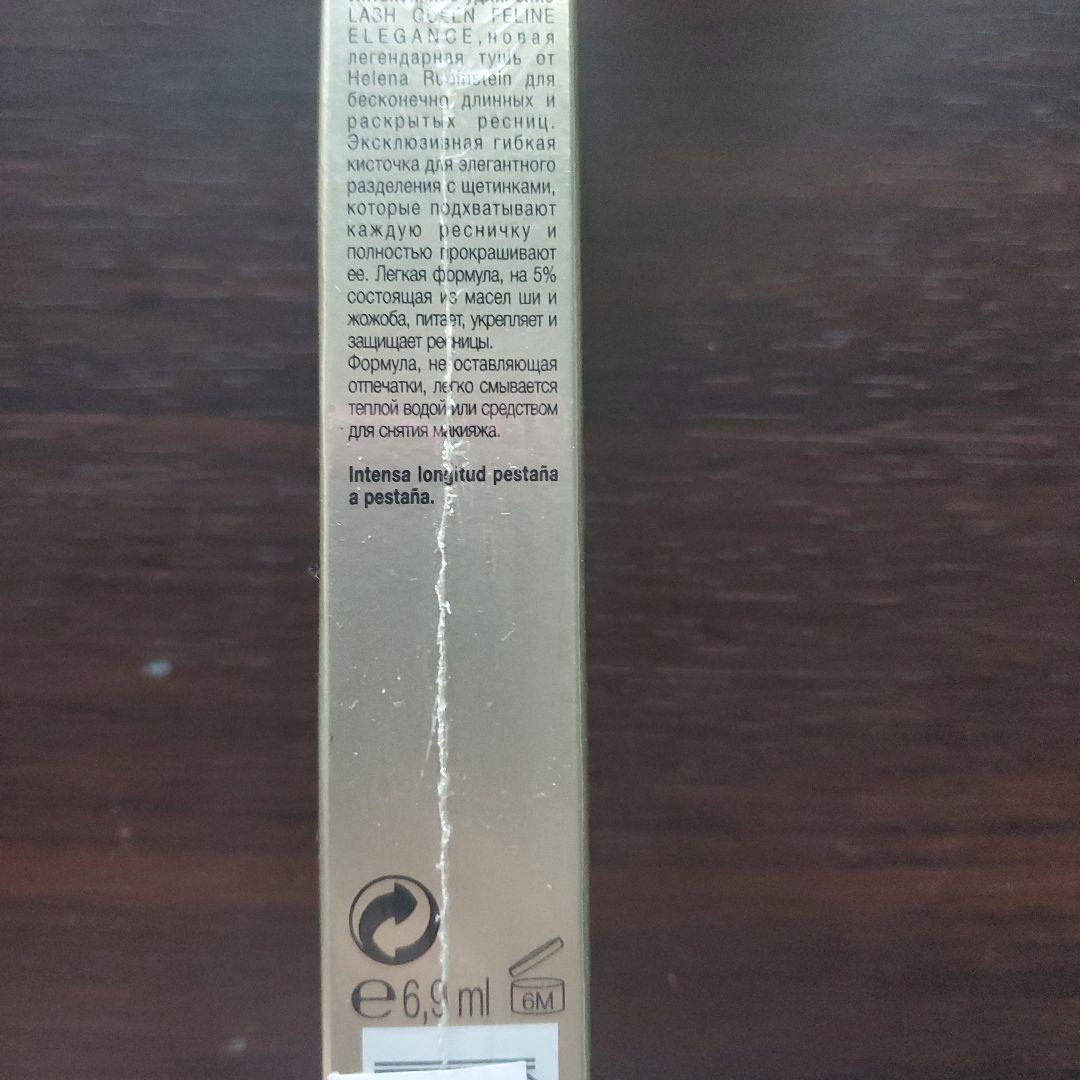 LASH QUEEN FELINE
ELEGANCE, новая
легендарная тушь от
Helena Rubinstein для
бесконечно длинных и
раскрытых ресниц.
Эксклюзивная гибкая
кисточка для элегантного
разделения с щетинками,
которые подхватывают
каждую ресничку и
полностью прокрашивают
ее. Легкая формула, на 5%
состоящая из масел ши и
жожоба, питает, укрепляет и
защищает ресницы.
Формула, не оставляющая
отпечатки, легко смывается
теплой водой или средством
для снятия макияжа.
Intensa longitud pestaña
a pestaña.
℮ 6,9 ml
6M